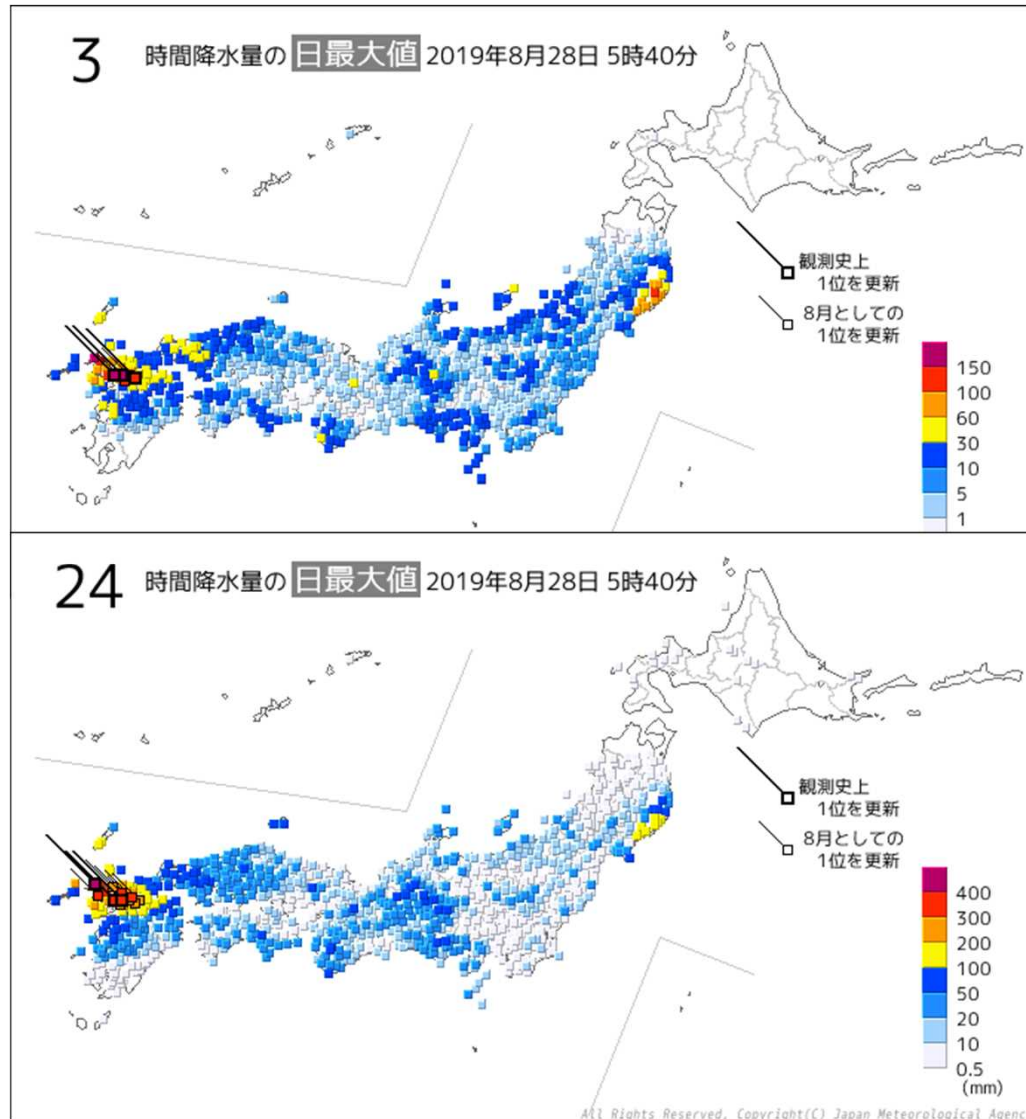 3 時間降水量の 日最大値 2019年8月28日 5時40分
観測史上
1位を更新
8月としての
1位を更新
150
100
60
30
10
5
1
24 時間降水量の 日最大値 2019年8月28日 5時40分
観測史上
1位を更新
8月としての
1位を更新
400
300
200
100
50
20
10
0.5
(mm)
All Rights Reserved. Copyright(C) Japan Meteorological Agenc